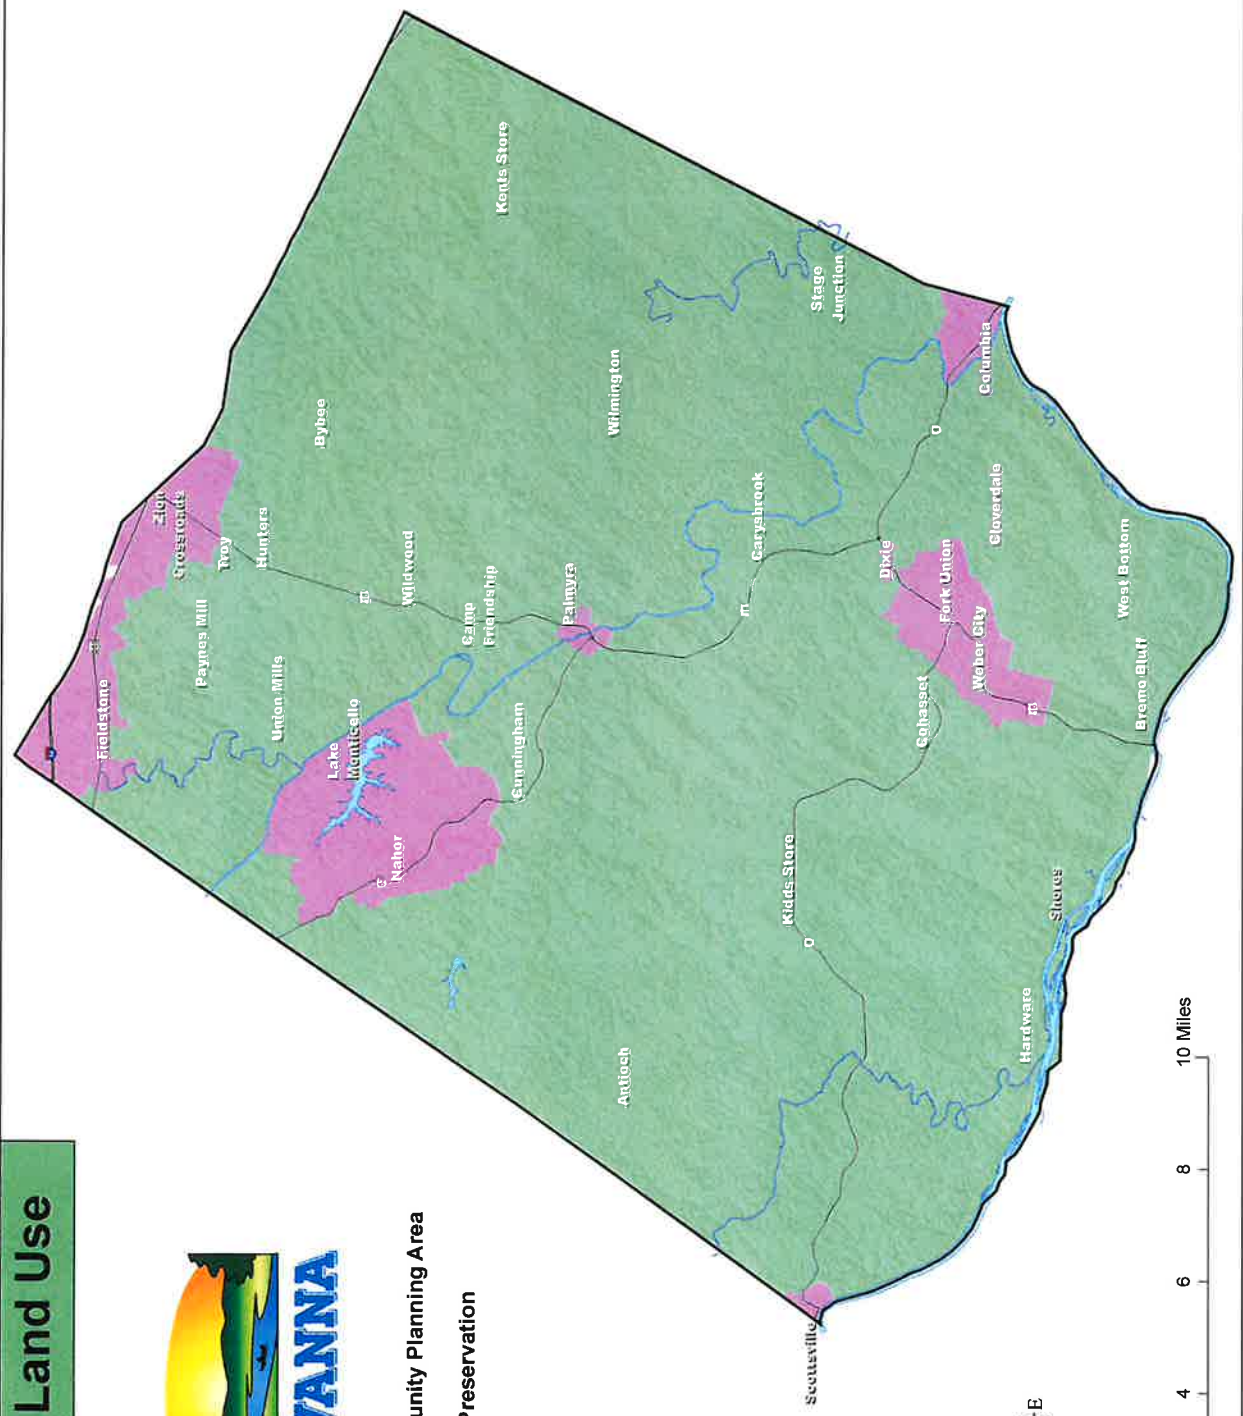 Land Use
VANNA
unity Planning Area
Preservation
Kents Store
Stage
Junction
Columbia
Wilmington
Bybee
Zion
Crossroads
Troy
Hunters
Wildwood
Camp
Friendship
Palmyra
Carysbrook
Dixie
Fork Union
Cloverdale
West Bottom
Weber City
Bremo Bluff
Cohasset
Paynes Mill
Union Mills
Fieldstone
Lake
Monticello
Cunningham
Nahor
Kidds Store
Shores
Hardware
Antioch
Scottsville
4
6
8
10 Miles
E